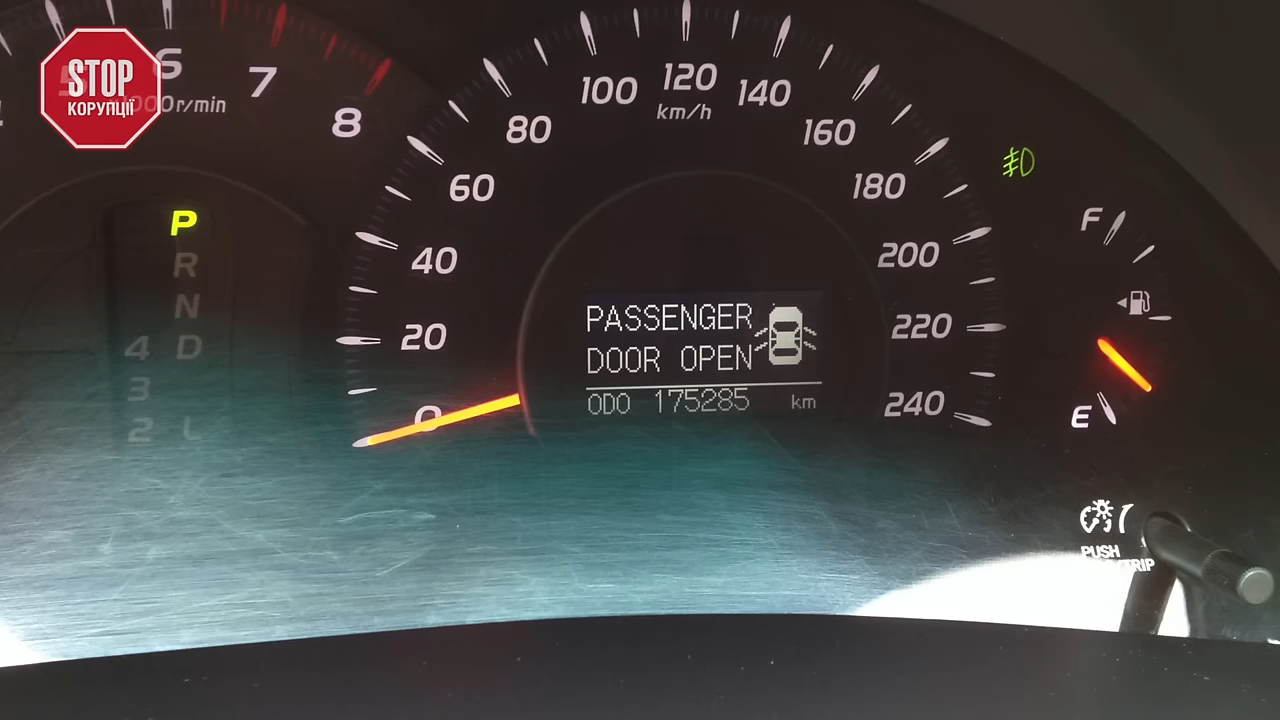 STOP
КОРУПЦІЇ
6
7
8
r/min
P
R
N
4 D
3
2 L
0
20
40
60
80
100
120
km/h
140
160
180
200
220
240
PASSENGER
DOOR OPEN
ODO 175285 km
F
E
PUSH
TRIP